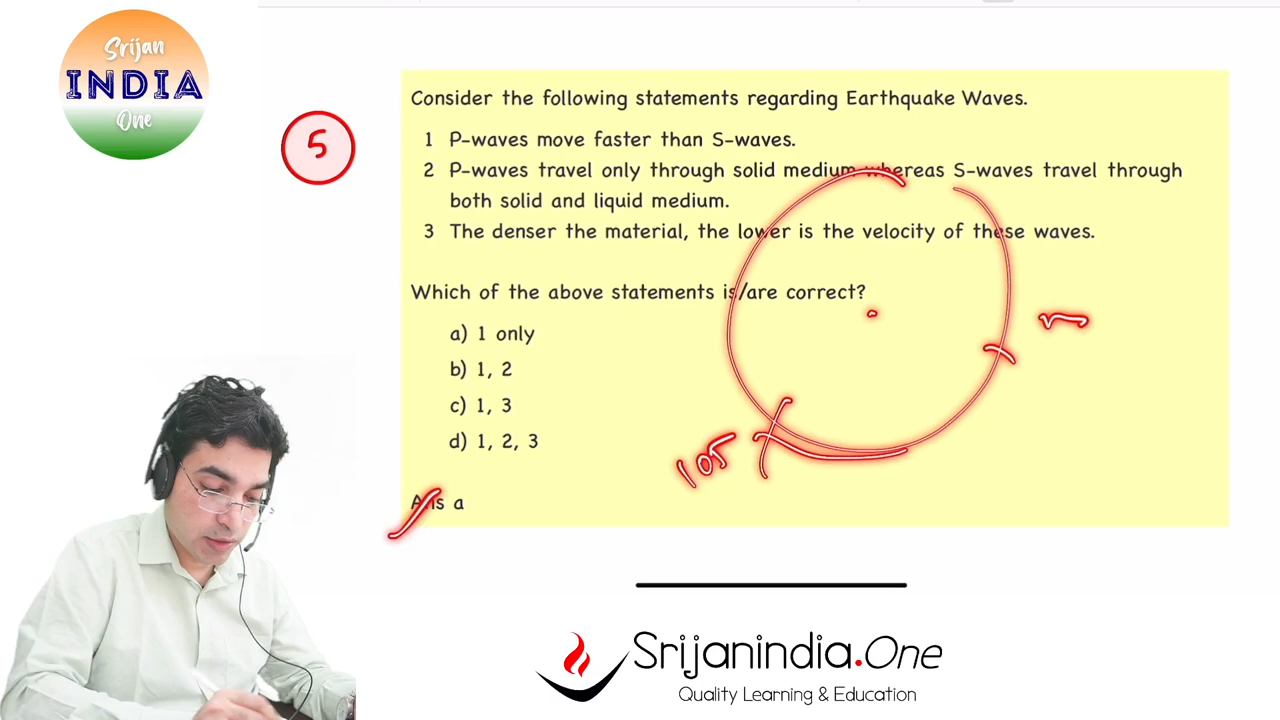 Srijan
INDIA
One
5
Consider the following statements regarding Earthquake Waves.
1 P-waves move faster than S-waves.
2 P-waves travel only through solid medium whereas S-waves travel through
both solid and liquid medium.
3 The denser the material, the lower is the velocity of these waves.
Which of the above statements is/are correct?
a) 1 only
b) 1, 2
c) 1, 3
d) 1, 2, 3
105
Ans a
Srijanindia.One
Quality Learning & Education